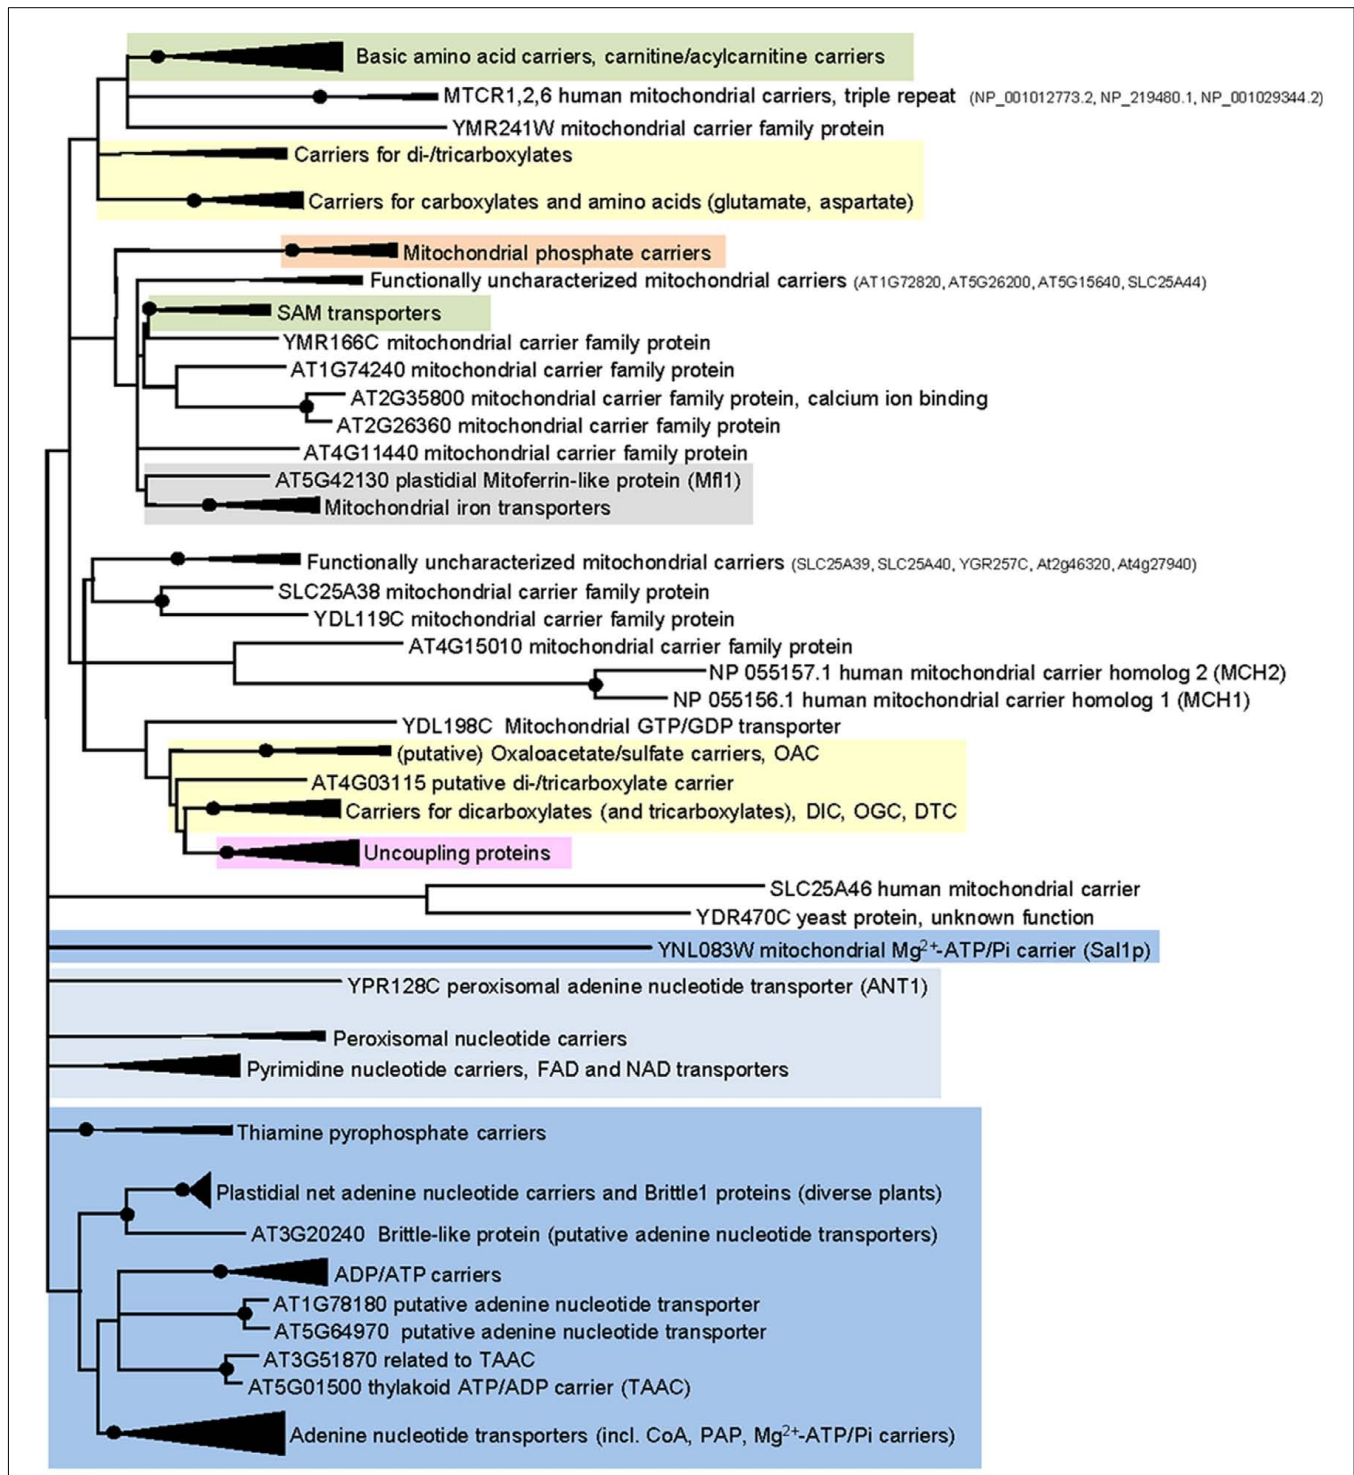 Basic amino acid carriers, carnitine/acylcarnitine carriers
MTCR1,2,6 human mitochondrial carriers, triple repeat (NP_001012773.2, NP_219480.1, NP_001029344.2)
YMR241W mitochondrial carrier family protein
Carriers for di-/tricarboxylates
Carriers for carboxylates and amino acids (glutamate, aspartate)
Mitochondrial phosphate carriers
Functionally uncharacterized mitochondrial carriers (AT1G72820, AT5G26200, AT5G15640, SLC25A44)
SAM transporters
YMR166C mitochondrial carrier family protein
AT1G74240 mitochondrial carrier family protein
AT2G35800 mitochondrial carrier family protein, calcium ion binding
AT2G26360 mitochondrial carrier family protein
AT4G11440 mitochondrial carrier family protein
AT5G42130 plastidial Mitoferrin-like protein (Mfl1)
Mitochondrial iron transporters
Functionally uncharacterized mitochondrial carriers (SLC25A39, SLC25A40, YGR257C, At2g46320, At4g27940)
SLC25A38 mitochondrial carrier family protein
YDL119C mitochondrial carrier family protein
AT4G15010 mitochondrial carrier family protein
NP 055157.1 human mitochondrial carrier homolog 2 (MCH2)
NP 055156.1 human mitochondrial carrier homolog 1 (MCH1)
YDL198C Mitochondrial GTP/GDP transporter
(putative) Oxaloacetate/sulfate carriers, OAC
AT4G03115 putative di-/tricarboxylate carrier
Carriers for dicarboxylates (and tricarboxylates), DIC, OGC, DTC
Uncoupling proteins
SLC25A46 human mitochondrial carrier
YDR470C yeast protein, unknown function
YNL083W mitochondrial Mg²⁺-ATP/Pi carrier (Sal1p)
YPR128C peroxisomal adenine nucleotide transporter (ANT1)
Peroxisomal nucleotide carriers
Pyrimidine nucleotide carriers, FAD and NAD transporters
Thiamine pyrophosphate carriers
Plastidial net adenine nucleotide carriers and Brittle1 proteins (diverse plants)
AT3G20240 Brittle-like protein (putative adenine nucleotide transporters)
ADP/ATP carriers
AT1G78180 putative adenine nucleotide transporter
AT5G64970 putative adenine nucleotide transporter
AT3G51870 related to TAAC
AT5G01500 thylakoid ATP/ADP carrier (TAAC)
Adenine nucleotide transporters (incl. CoA, PAP, Mg²⁺-ATP/Pi carriers)